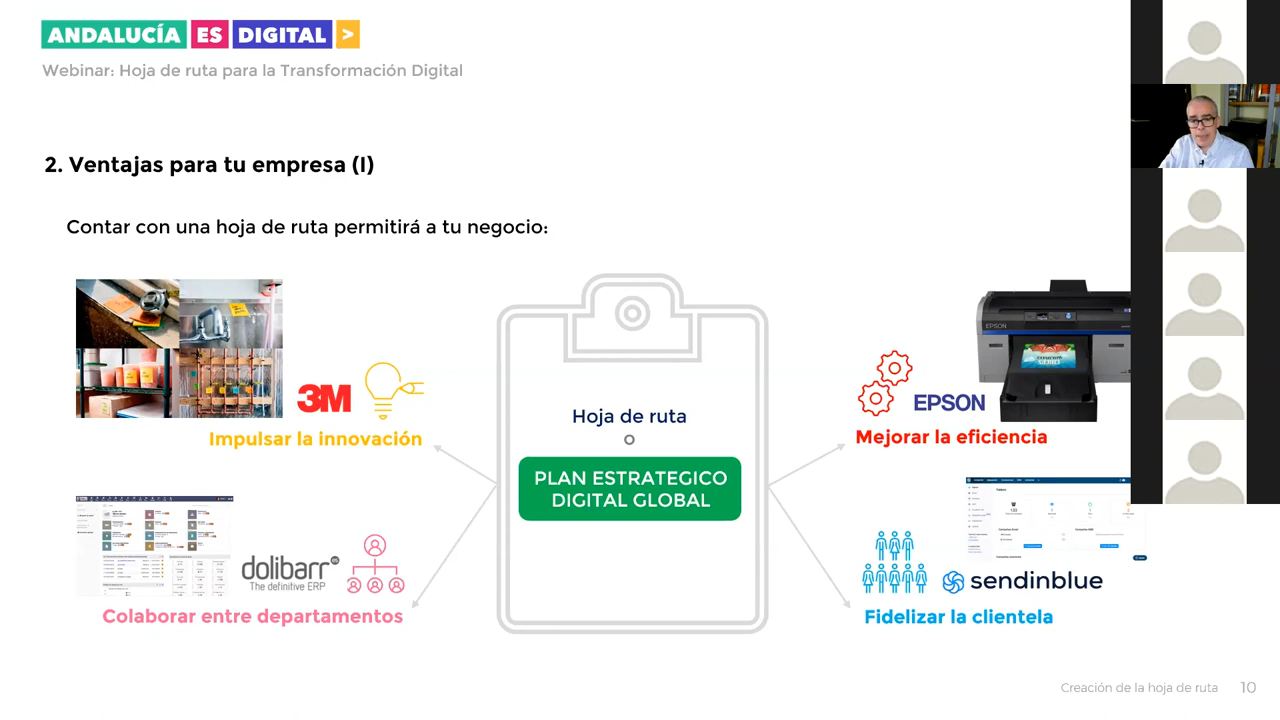 ANDALUCÍA ES DIGITAL >
Webinar: Hoja de ruta para la Transformación Digital
2. Ventajas para tu empresa (I)
Contar con una hoja de ruta permitirá a tu negocio:
3M
Impulsar la innovación
Hoja de ruta
o
PLAN ESTRATEGICO
DIGITAL GLOBAL
EPSON
EPSON
Mejorar la eficiencia
dolibarr
The definitive ERP
Colaborar entre departamentos
sendinblue
Fidelizar la clientela
Creación de la hoja de ruta 10